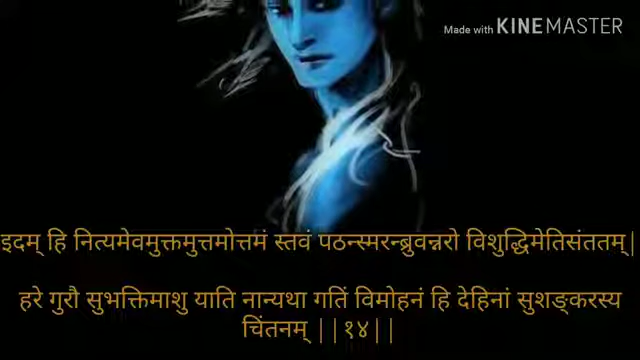 Made with KINEMASTER
इदम् हि नित्यमेवमुक्तमुत्तमोत्तमं स्तवं पठन्स्मरन्ब्रुवन्नरो विशुद्धिमेतिसंततम्|
हरे गुरौ सुभक्तिमाशु याति नान्यथा गतिं विमोहनं हि देहिनां सुशङ्करस्य
चिंतनम् ||१४||